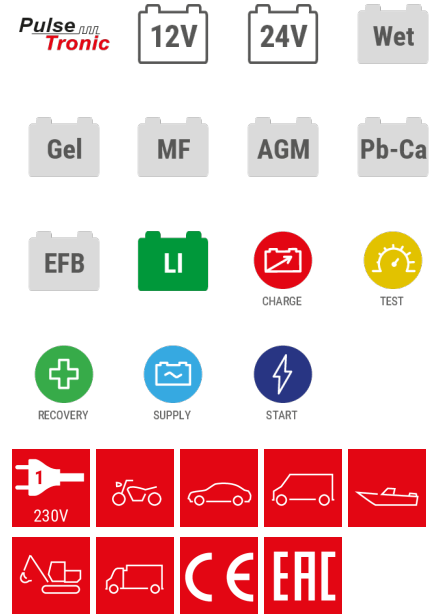 Pulse
Tronic
12V
24V
Wet
Gel
MF
AGM
Pb-Ca
EFB
LI
CHARGE
TEST
RECOVERY
SUPPLY
START
1
230V
CE
EAC